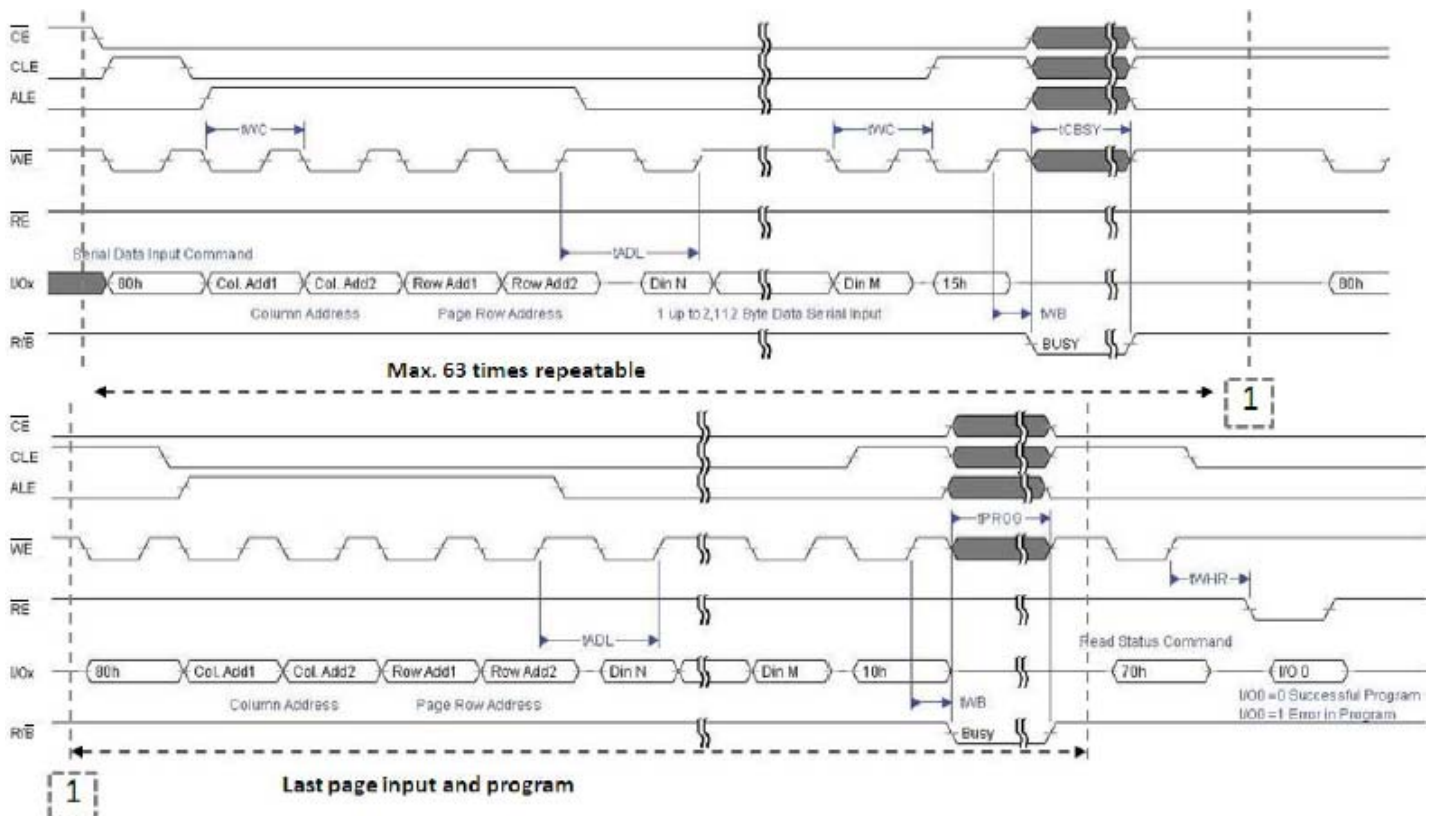 CE
CLE
ALE
tWC tWC tCBSY
WE
RE
tADL
Serial Data Input Command
I/Ox 80h Col. Add1 Col. Add2 Row Add1 Row Add2 Din N Din M 15h 80h
Column Address Page Row Address 1 up to 2,112 Byte Data Serial Input tWB
R/B BUSY
Max. 63 times repeatable
1
CE
CLE
ALE
tPROG
WE
tWHR
RE
tADL Read Status Command
I/Ox 80h Col. Add1 Col. Add2 Row Add1 Row Add2 Din N Din M 10h 70h I/O 0
Column Address Page Row Address tWB I/O0 =0 Successful Program
I/O0 =1 Error in Program
R/B Busy
Last page input and program
1